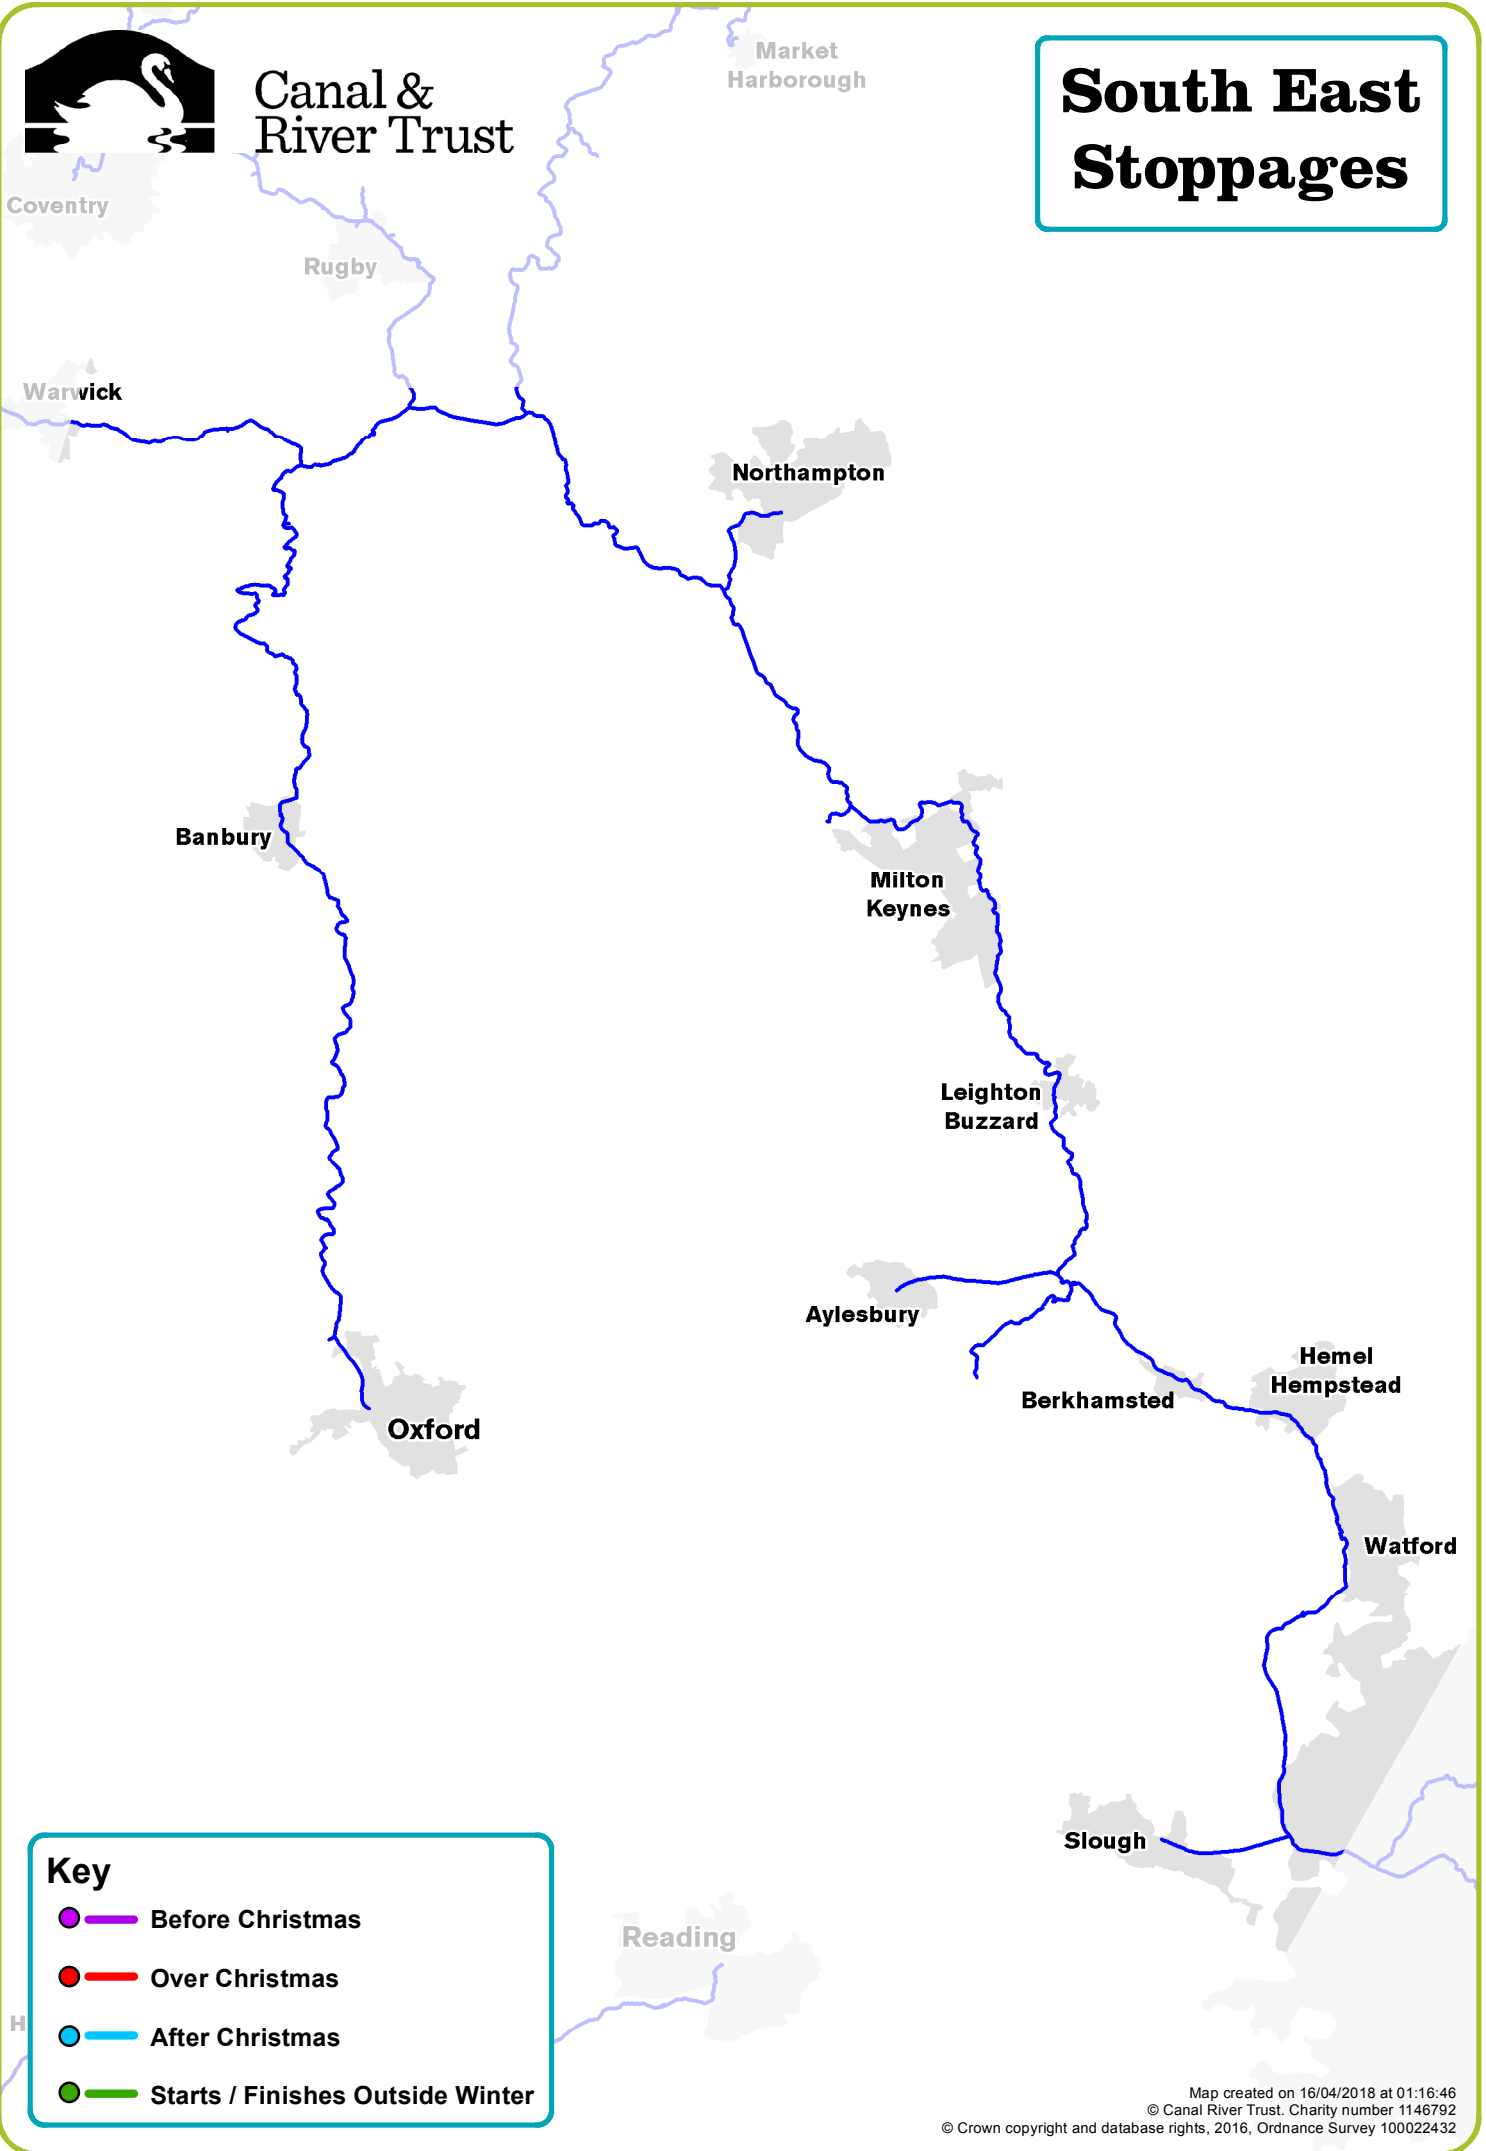 Canal &
River Trust
South East
Stoppages
Market
Harborough
Coventry
Rugby
Warwick
Northampton
Banbury
Milton
Keynes
Leighton
Buzzard
Aylesbury
Hemel
Hempstead
Berkhamsted
Oxford
Watford
Slough
Reading
H
Key
Before Christmas
Over Christmas
After Christmas
Starts / Finishes Outside Winter
Map created on 16/04/2018 at 01:16:46
© Canal River Trust. Charity number 1146792
© Crown copyright and database rights, 2016, Ordnance Survey 100022432